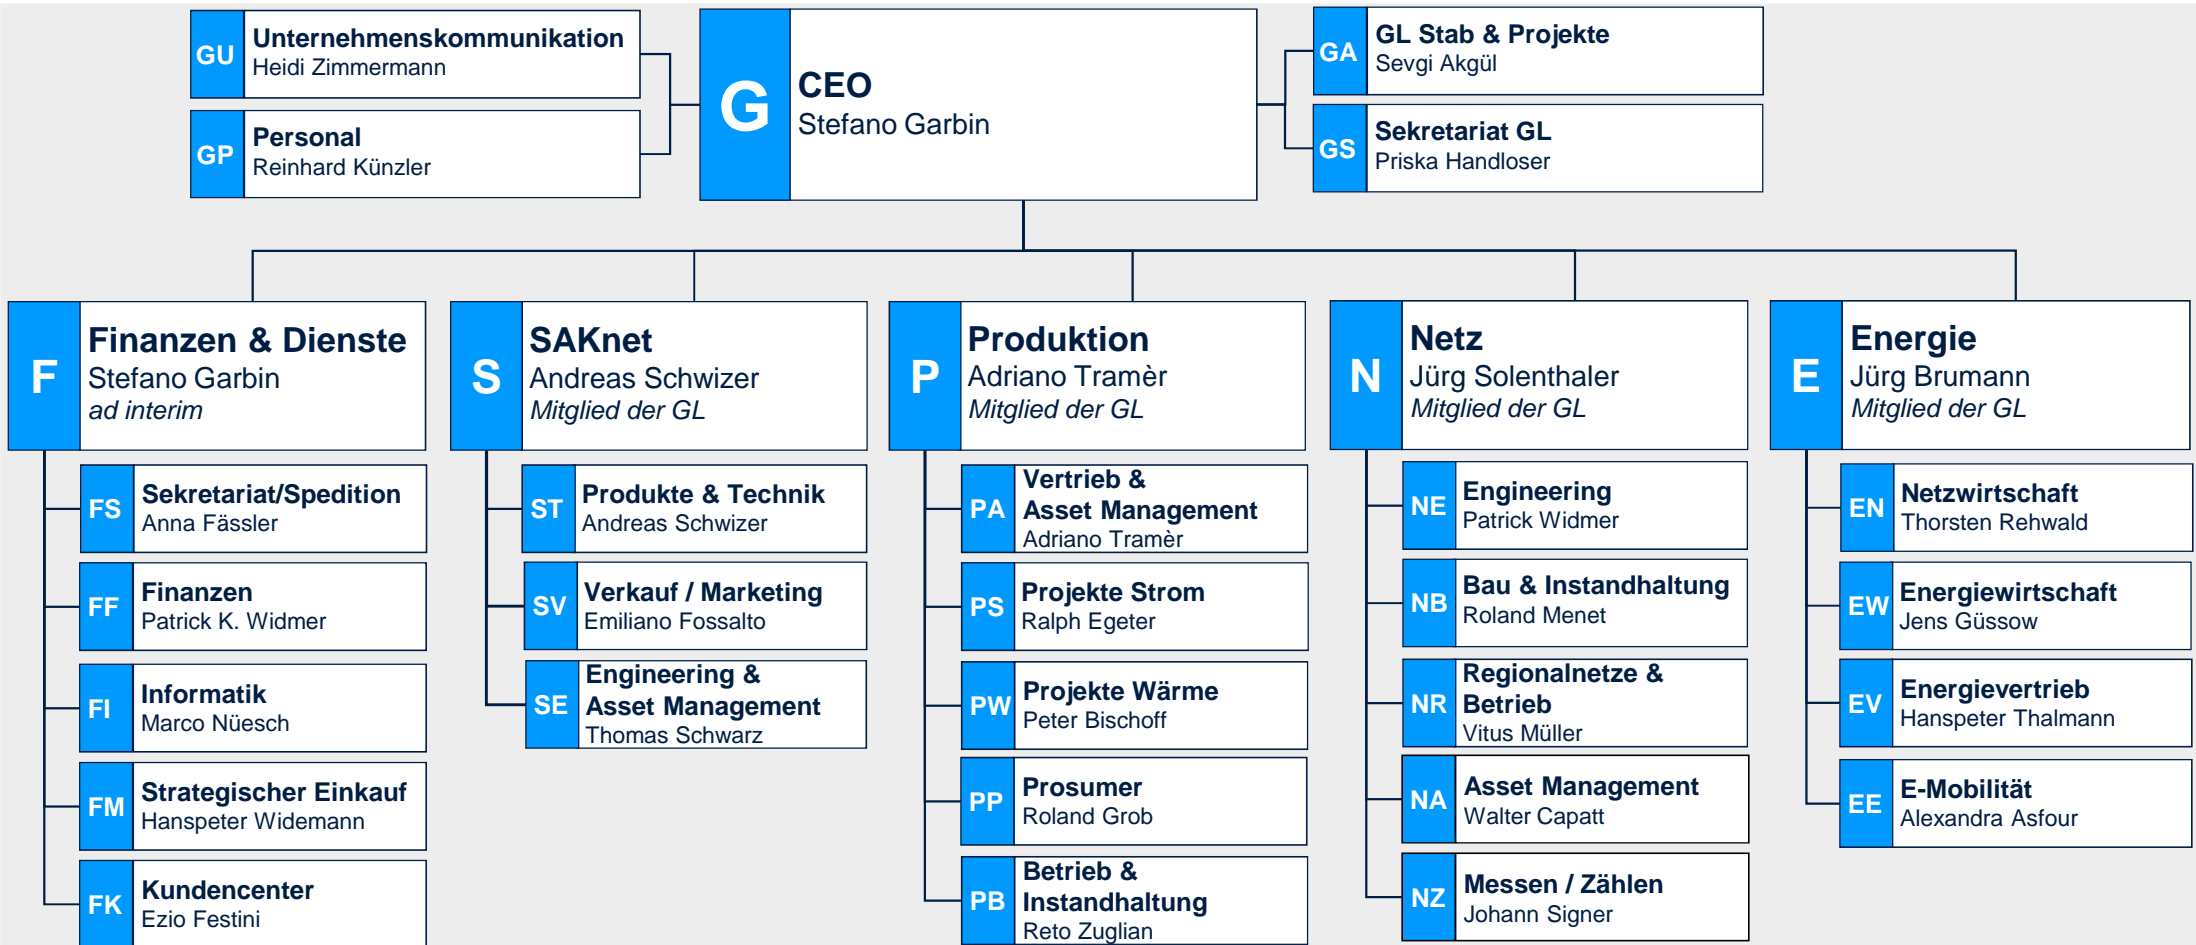 GU
Unternehmenskommunikation
Heidi Zimmermann
GP
Personal
Reinhard Künzler
G
CEO
Stefano Garbin
GA
GL Stab & Projekte
Sevgi Akgül
GS
Sekretariat GL
Priska Handloser
F
Finanzen & Dienste
Stefano Garbin
ad interim
FS
Sekretariat/Spedition
Anna Fässler
FF
Finanzen
Patrick K. Widmer
FI
Informatik
Marco Nüesch
FM
Strategischer Einkauf
Hanspeter Widemann
FK
Kundencenter
Ezio Festini
S
SAKnet
Andreas Schwizer
Mitglied der GL
ST
Produkte & Technik
Andreas Schwizer
SV
Verkauf / Marketing
Emiliano Fossalto
SE
Engineering &
Asset Management
Thomas Schwarz
P
Produktion
Adriano Tramèr
Mitglied der GL
PA
Vertrieb &
Asset Management
Adriano Tramèr
PS
Projekte Strom
Ralph Egeter
PW
Projekte Wärme
Peter Bischoff
PP
Prosumer
Roland Grob
PB
Betrieb &
Instandhaltung
Reto Zuglian
N
Netz
Jürg Solenthaler
Mitglied der GL
NE
Engineering
Patrick Widmer
NB
Bau & Instandhaltung
Roland Menet
NR
Regionalnetze &
Betrieb
Vitus Müller
NA
Asset Management
Walter Capatt
NZ
Messen / Zählen
Johann Signer
E
Energie
Jürg Brumann
Mitglied der GL
EN
Netzwirtschaft
Thorsten Rehwald
EW
Energiewirtschaft
Jens Güssow
EV
Energievertrieb
Hanspeter Thalmann
EE
E-Mobilität
Alexandra Asfour